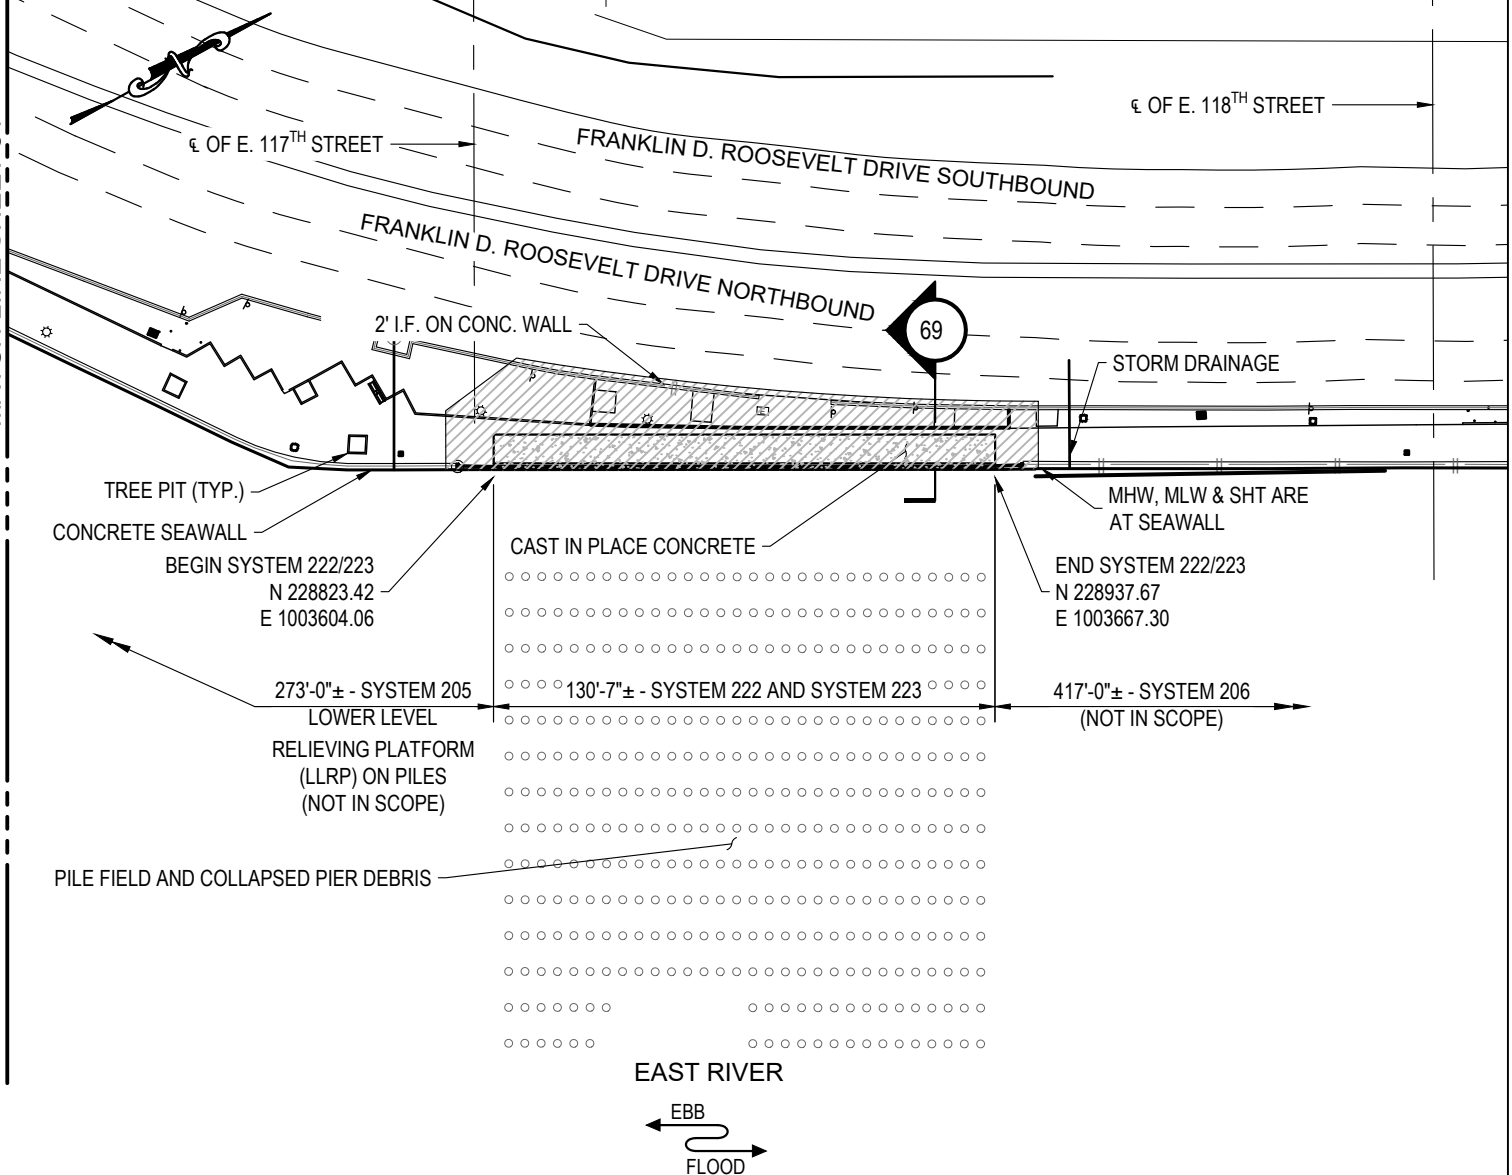 ℄ OF E. 118TH STREET
℄ OF E. 117TH STREET
FRANKLIN D. ROOSEVELT DRIVE SOUTHBOUND
FRANKLIN D. ROOSEVELT DRIVE NORTHBOUND
2' I.F. ON CONC. WALL
69
STORM DRAINAGE
TREE PIT (TYP.)
CONCRETE SEAWALL
MHW, MLW & SHT ARE
AT SEAWALL
CAST IN PLACE CONCRETE
BEGIN SYSTEM 222/223
N 228823.42
E 1003604.06
END SYSTEM 222/223
N 228937.67
E 1003667.30
273'-0"± - SYSTEM 205
LOWER LEVEL
RELIEVING PLATFORM
(LLRP) ON PILES
(NOT IN SCOPE)
130'-7"± - SYSTEM 222 AND SYSTEM 223
417'-0"± - SYSTEM 206
(NOT IN SCOPE)
PILE FIELD AND COLLAPSED PIER DEBRIS
EAST RIVER
EBB
FLOOD